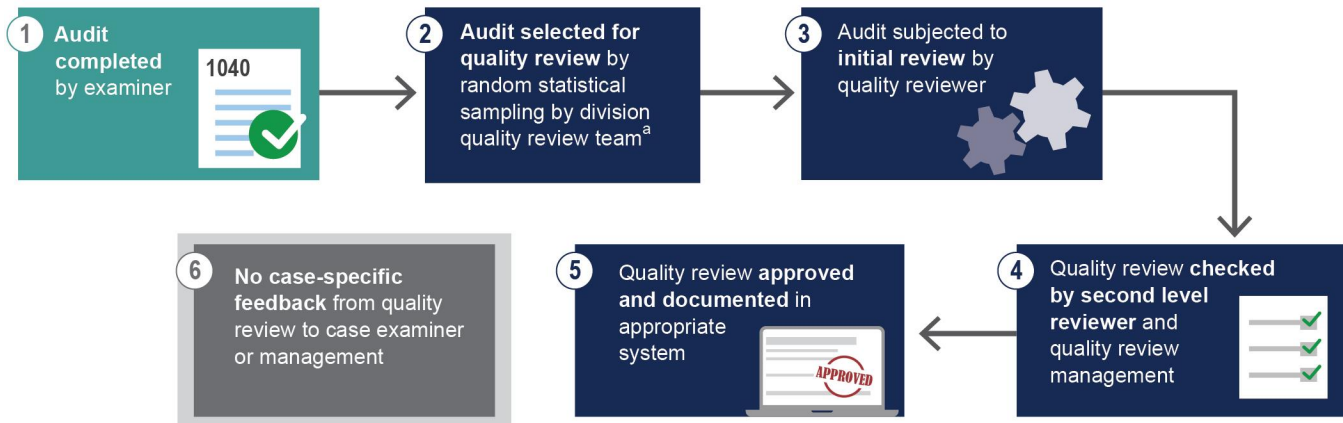 1
Audit
completed
by examiner
1040
2
Audit selected for
quality review by
random statistical
sampling by division
quality review teamᵃ
3
Audit subjected to
initial review by
quality reviewer
4
Quality review checked
by second level
reviewer and
quality review
management
5
Quality review approved
and documented in
appropriate
system
APPROVED
6
No case-specific
feedback from quality
review to case examiner
or management